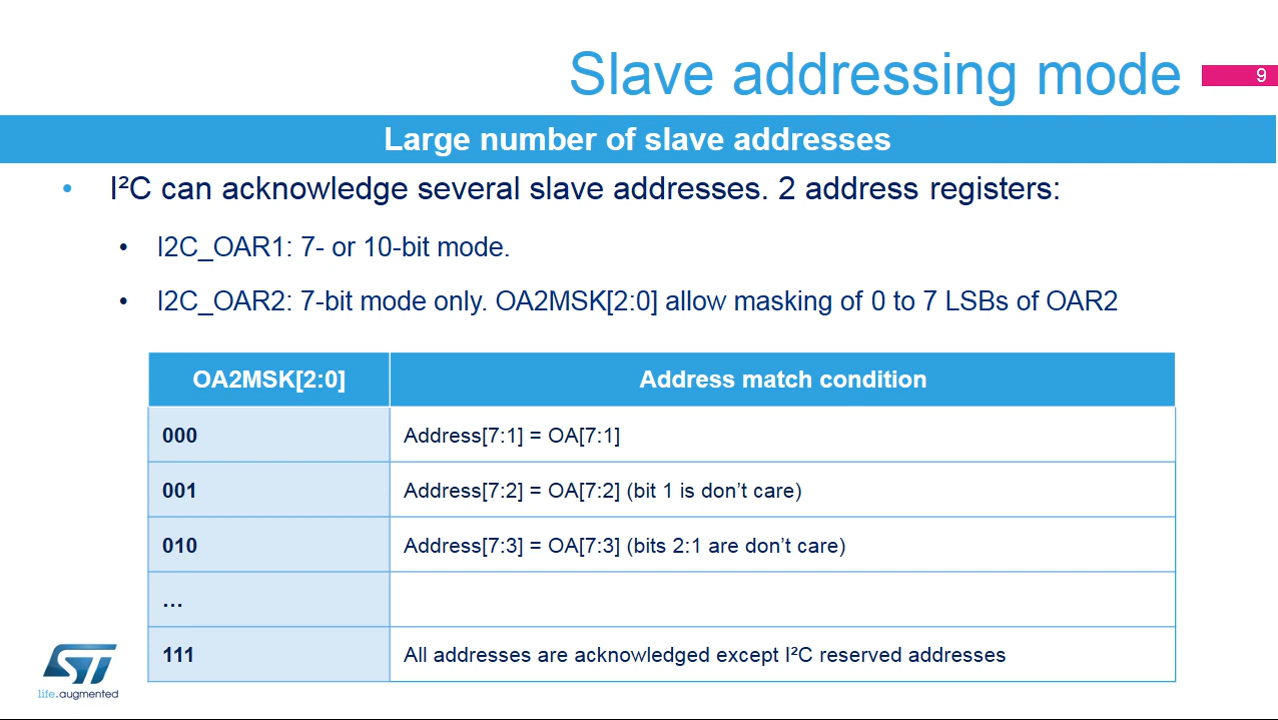 Slave addressing mode
9
Large number of slave addresses
• I²C can acknowledge several slave addresses. 2 address registers:
• I2C_OAR1: 7- or 10-bit mode.
• I2C_OAR2: 7-bit mode only. OA2MSK[2:0] allow masking of 0 to 7 LSBs of OAR2
OA2MSK[2:0] Address match condition
000 Address[7:1] = OA[7:1]
001 Address[7:2] = OA[7:2] (bit 1 is don't care)
010 Address[7:3] = OA[7:3] (bits 2:1 are don't care)
...
111 All addresses are acknowledged except I²C reserved addresses
ST
life.augmented